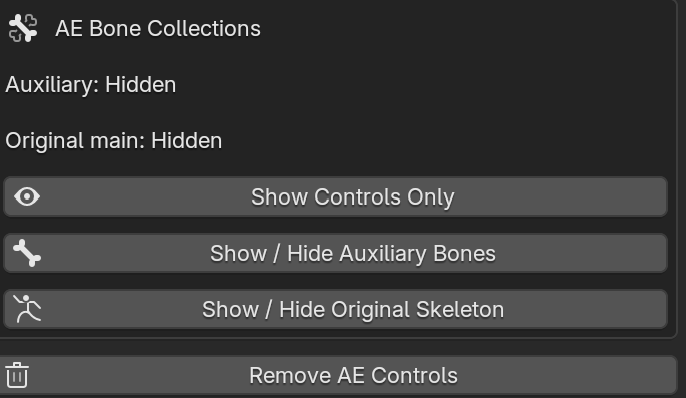 AE Bone Collections
Auxiliary: Hidden
Original main: Hidden
Show Controls Only
Show / Hide Auxiliary Bones
Show / Hide Original Skeleton
Remove AE Controls